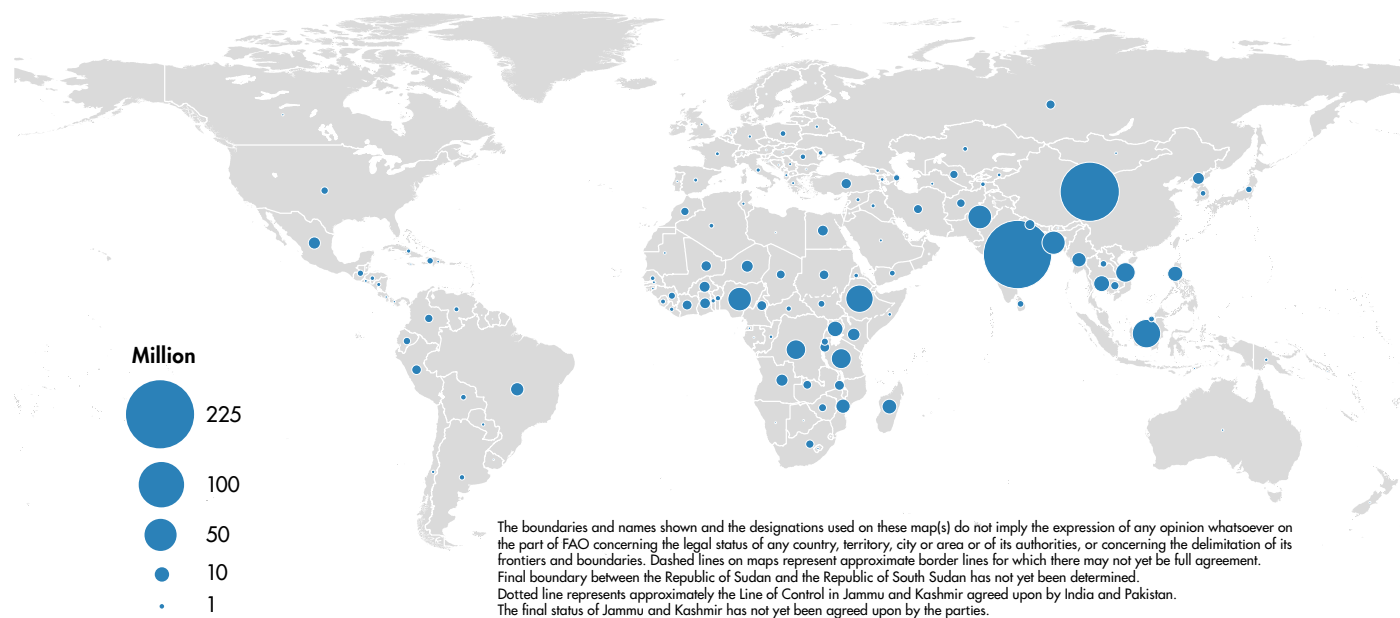 Million
225
100
50
10
1
The boundaries and names shown and the designations used on these map(s) do not imply the expression of any opinion whatsoever on
the part of FAO concerning the legal status of any country, territory, city or area or of its authorities, or concerning the delimitation of its
frontiers and boundaries. Dashed lines on maps represent approximate border lines for which there may not yet be full agreement.
Final boundary between the Republic of Sudan and the Republic of South Sudan has not yet been determined.
Dotted line represents approximately the Line of Control in Jammu and Kashmir agreed upon by India and Pakistan.
The final status of Jammu and Kashmir has not yet been agreed upon by the parties.